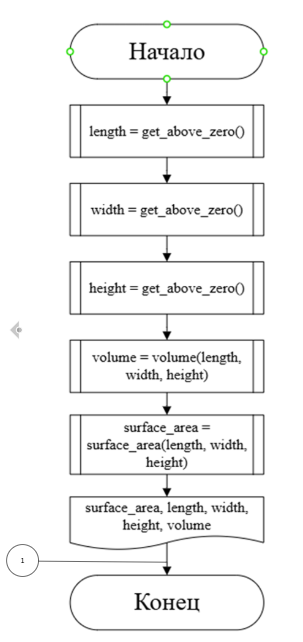 Начало
length = get_above_zero()
width = get_above_zero()
height = get_above_zero()
volume = volume(length,
width, height)
surface_area =
surface_area(length, width,
height)
surface_area, length, width,
height, volume
1
Конец